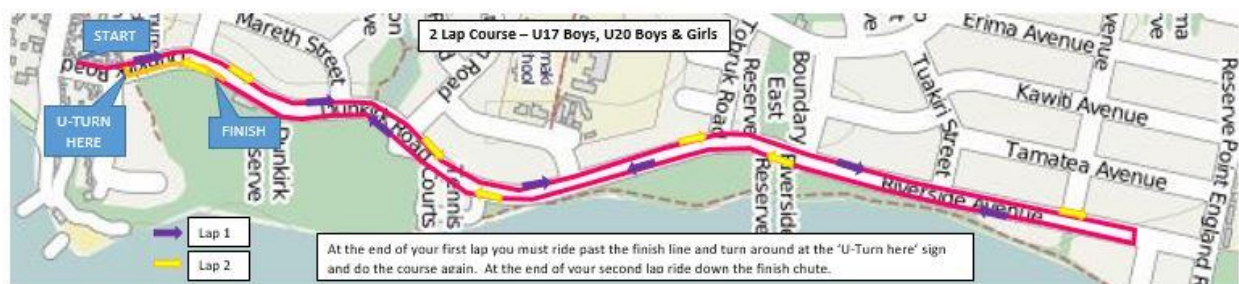 START
2 Lap Course – U17 Boys, U20 Boys & Girls
Mareth Street
Erima Avenue
Kawiti Avenue
Tamatea Avenue
Tuakiri Street
Tobruk Road
Reserve
Boundary
East
Riverside
Reserve
Reserve Point England R
Avenue
Road
U-TURN
HERE
FINISH
Dunkirk
Road
Road
Courts
Riverside Avenue
Lap 1
Lap 2
At the end of your first lap you must ride past the finish line and turn around at the 'U-Turn here' sign
and do the course again. At the end of your second lap ride down the finish chute.